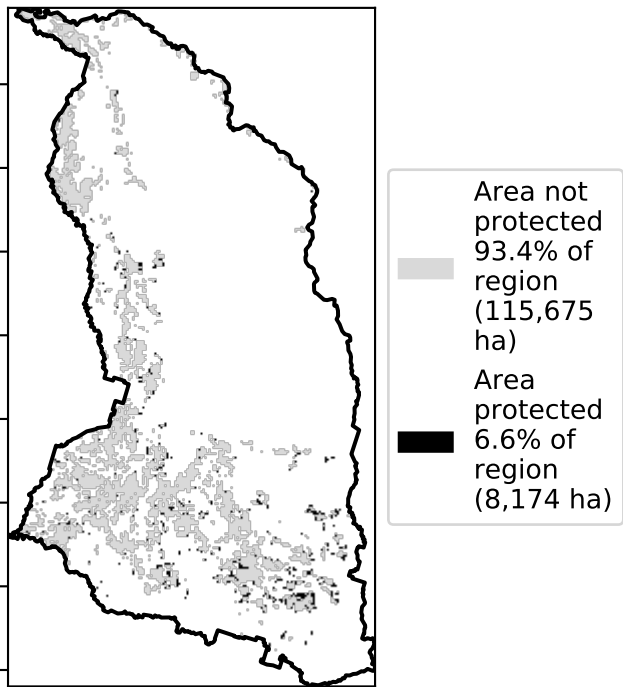 Area not
protected
93.4% of
region
(115,675
ha)
Area
protected
6.6% of
region
(8,174 ha)